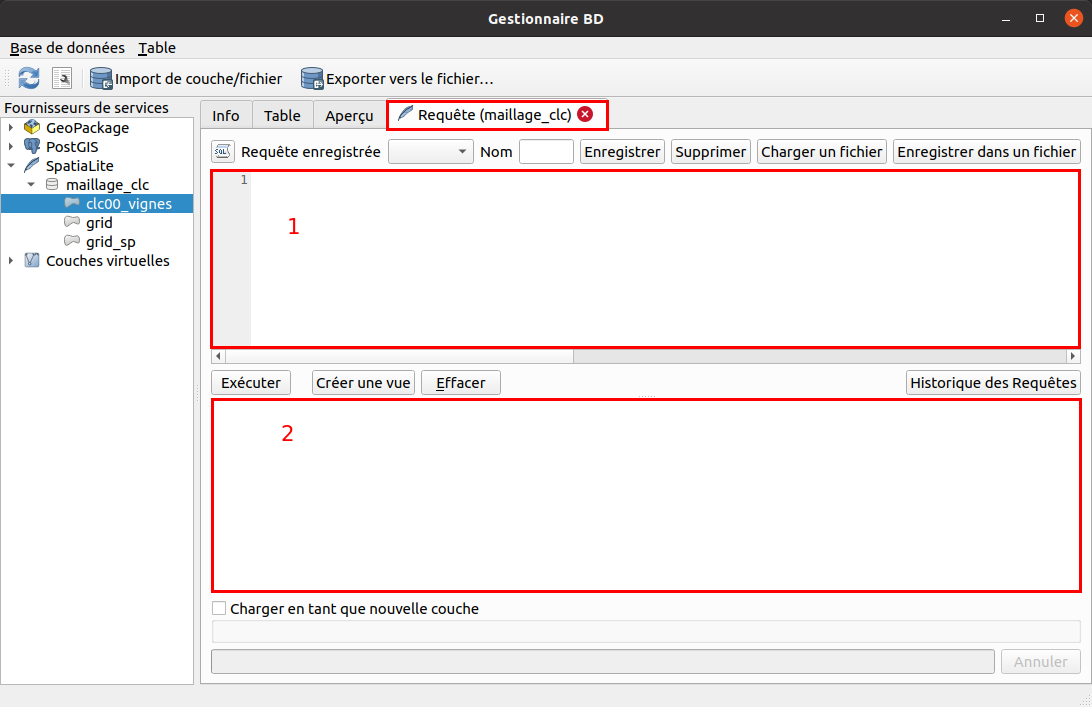 Gestionnaire BD
Base de données Table
Import de couche/fichier Exporter vers le fichier...
Fournisseurs de services
GeoPackage
PostGIS
SpatiaLite
maillage_clc
clc00_vignes
grid
grid_sp
Couches virtuelles
Info Table Aperçu Requête (maillage_clc)
SQL Requête enregistrée Nom Enregistrer Supprimer Charger un fichier Enregistrer dans un fichier
1
1
Exécuter Créer une vue Effacer Historique des Requêtes
2
Charger en tant que nouvelle couche
Annuler